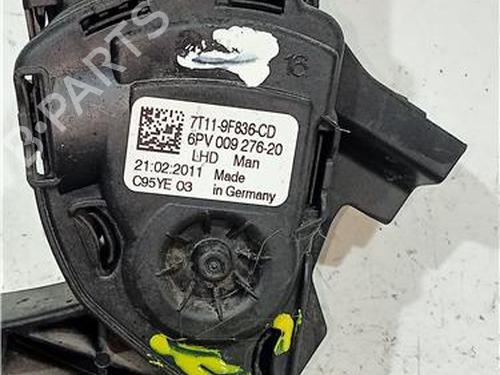 B-PARTS
16
7T11-9F836-CD
6PV 009 276-20
LHD Man
21.02.2011 Made
C95YE 03 in Germany